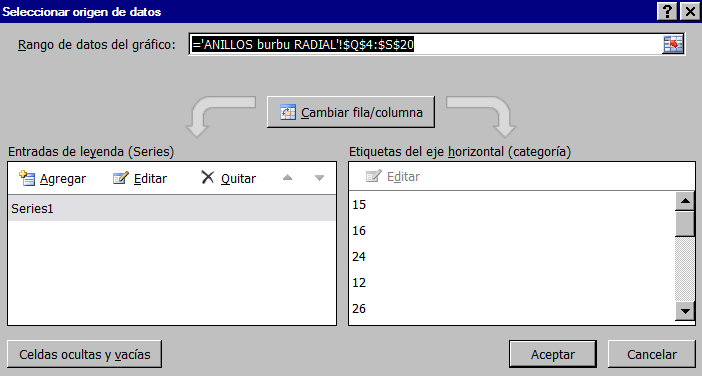 Seleccionar origen de datos
Rango de datos del gráfico: ='ANILLOS burbu RADIAL'!$Q$4:$S$20
Cambiar fila/columna
Entradas de leyenda (Series)
Agregar Editar Quitar
Series1
Etiquetas del eje horizontal (categoría)
Editar
15
16
24
12
26
Celdas ocultas y vacías
Aceptar Cancelar